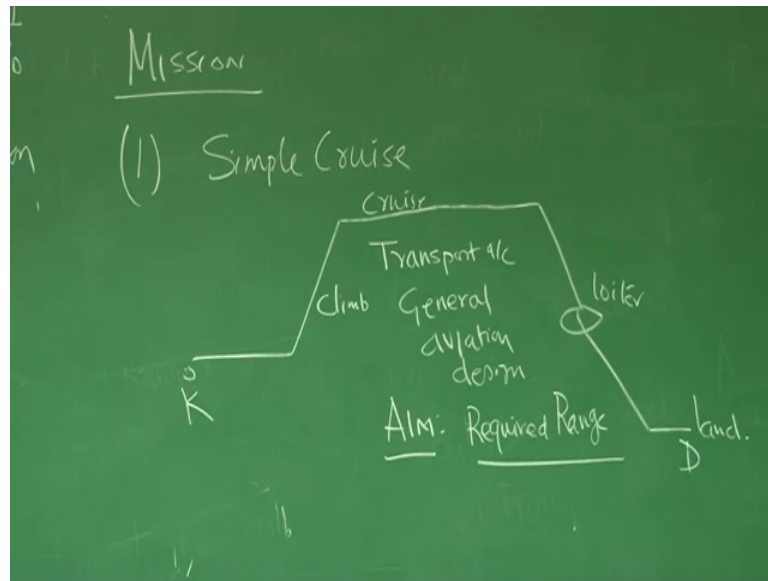 Mission
(1) Simple Cruise
Cruise
Transport a/c
Climb General
aviation
design.
loiter
AIM: Required Range
land.
K
D